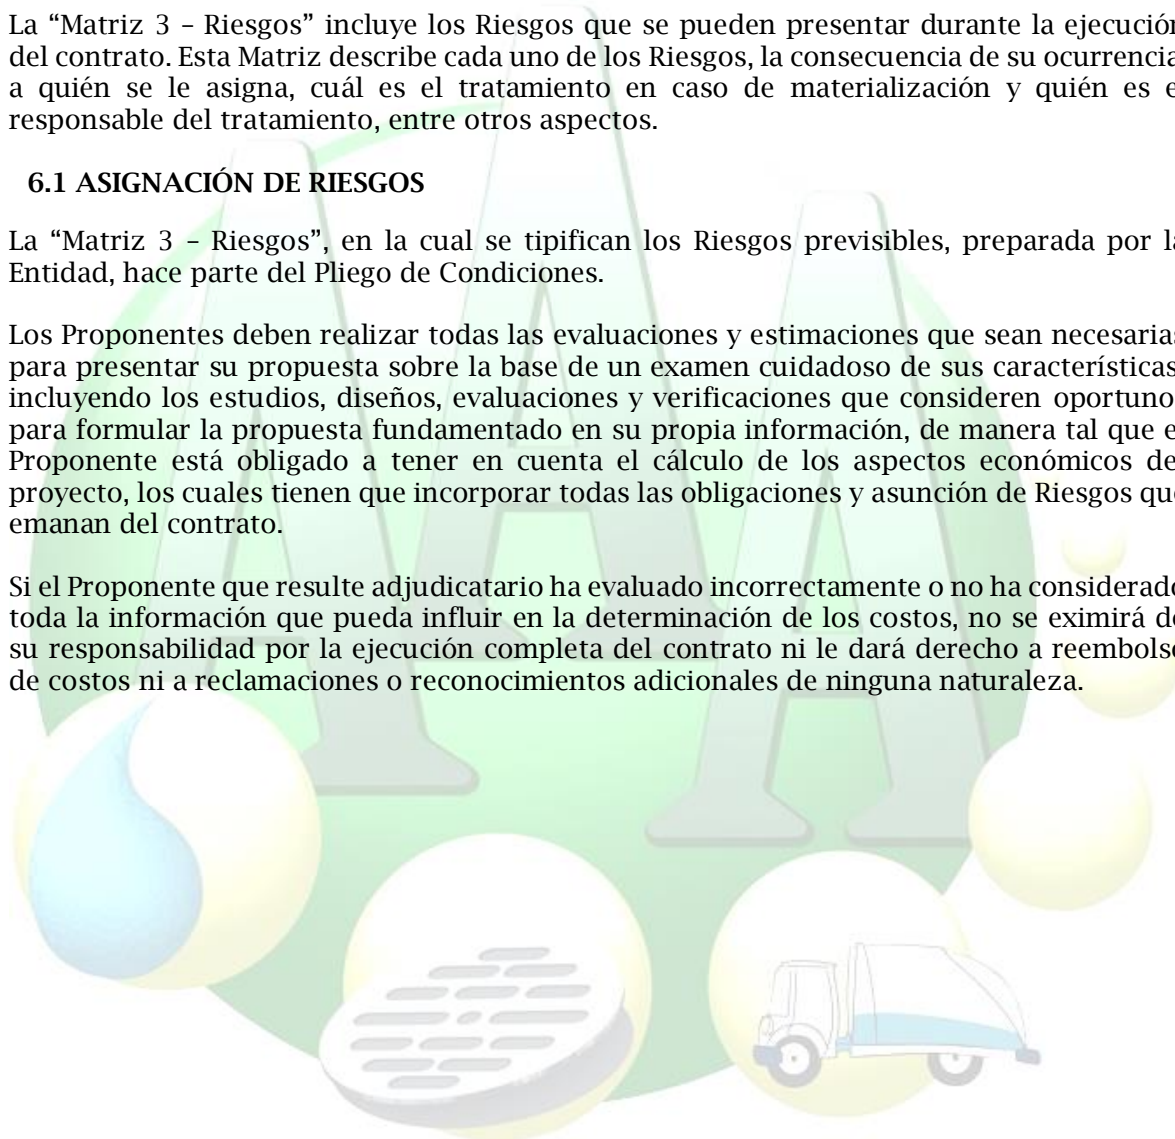 La “Matriz 3 – Riesgos” incluye los Riesgos que se pueden presentar durante la ejecución
del contrato. Esta Matriz describe cada uno de los Riesgos, la consecuencia de su ocurrencia
a quién se le asigna, cuál es el tratamiento en caso de materialización y quién es e
responsable del tratamiento, entre otros aspectos.
6.1 ASIGNACIÓN DE RIESGOS
La “Matriz 3 – Riesgos”, en la cual se tipifican los Riesgos previsibles, preparada por la
Entidad, hace parte del Pliego de Condiciones.
Los Proponentes deben realizar todas las evaluaciones y estimaciones que sean necesarias
para presentar su propuesta sobre la base de un examen cuidadoso de sus características
incluyendo los estudios, diseños, evaluaciones y verificaciones que consideren oportuno
para formular la propuesta fundamentado en su propia información, de manera tal que e
Proponente está obligado a tener en cuenta el cálculo de los aspectos económicos de
proyecto, los cuales tienen que incorporar todas las obligaciones y asunción de Riesgos que
emanan del contrato.
Si el Proponente que resulte adjudicatario ha evaluado incorrectamente o no ha considerado
toda la información que pueda influir en la determinación de los costos, no se eximirá de
su responsabilidad por la ejecución completa del contrato ni le dará derecho a reembolso
de costos ni a reclamaciones o reconocimientos adicionales de ninguna naturaleza.
AAA